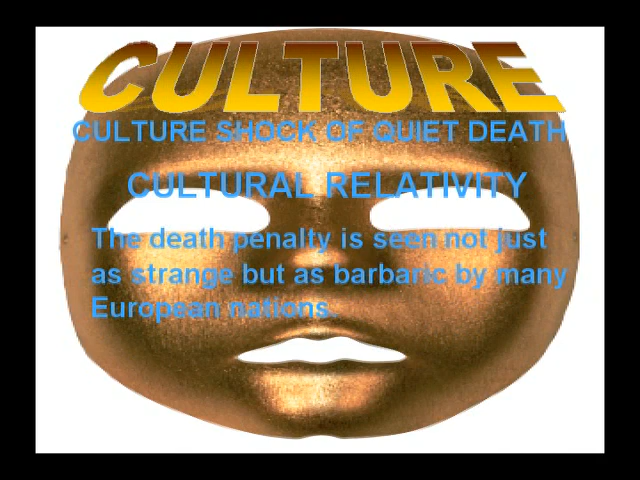 CULTURE
CULTURE SHOCK OF QUIET DEATH
CULTURAL RELATIVITY
The death penalty is seen not just
as strange but as barbaric by many
European nations.